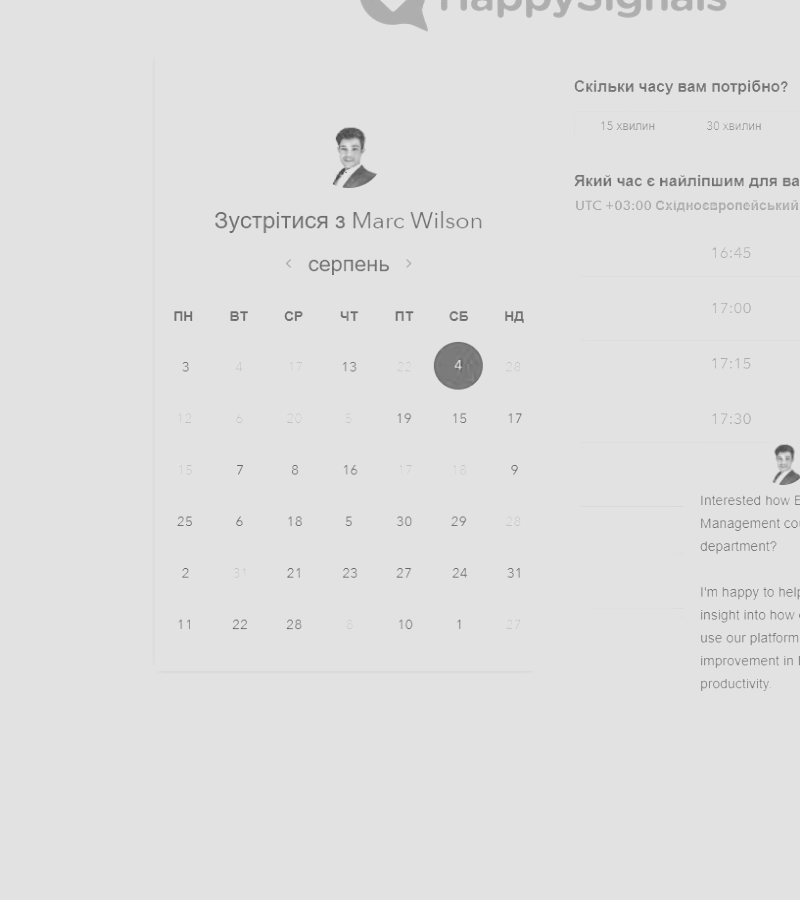 HappySignals
Зустрітися з Marc Wilson
серпень
ПН ВТ СР ЧТ ПТ СБ НД
3 4 17 13 22 4 28
12 6 20 5 19 15 17
15 7 8 16 17 18 9
25 6 18 5 30 29 28
2 31 21 23 27 24 31
11 22 28 8 10 1 27
Скільки часу вам потрібно?
15 хвилин 30 хвилин
Який час є найліпшим для ва
UTC +03:00 Східноєвропейський
16:45
17:00
17:15
17:30
Interested how E
Management cou
department?
I'm happy to help
insight into how
use our platform
improvement in
productivity.